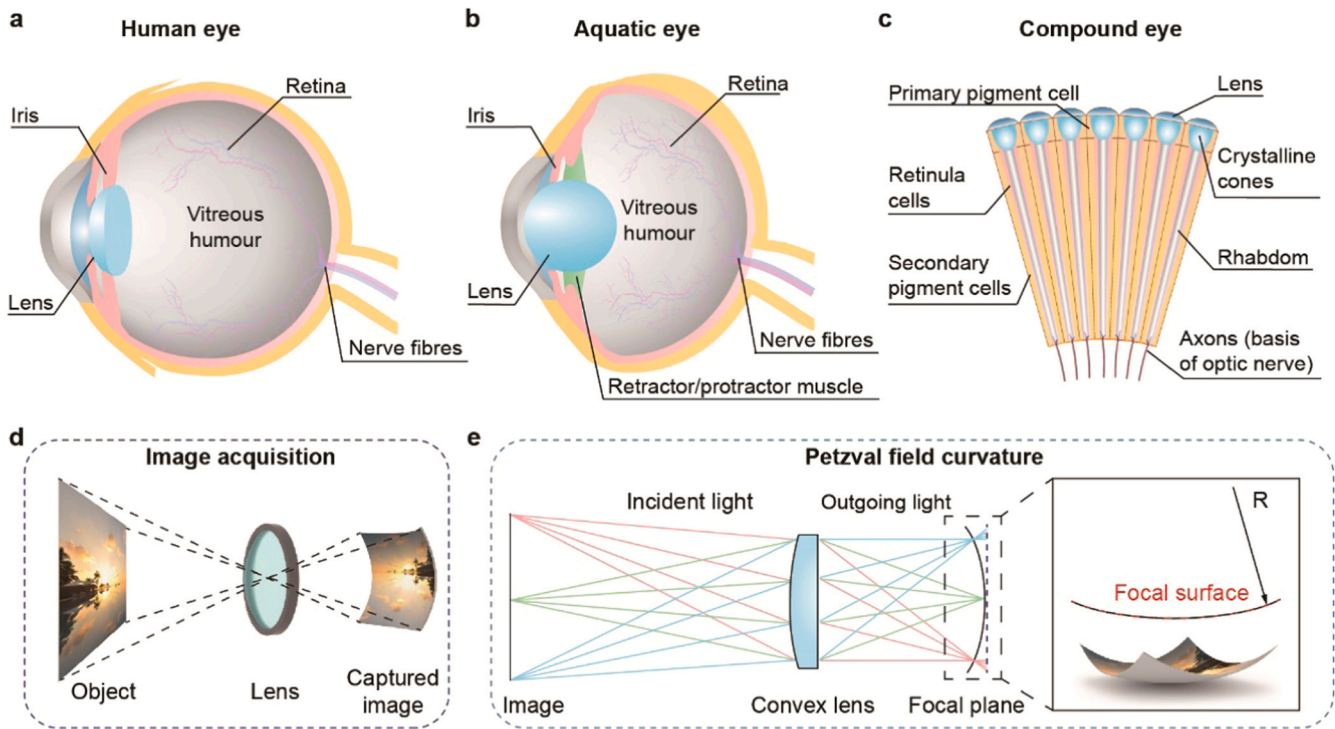 a
Human eye
Iris
Retina
Vitreous
humour
Lens
Nerve fibres
b
Aquatic eye
Iris
Retina
Vitreous
humour
Lens
Nerve fibres
Retractor/protractor muscle
c
Compound eye
Primary pigment cell
Lens
Retinula
cells
Crystalline
cones
Secondary
pigment cells
Rhabdom
Axons (basis
of optic nerve)
d
Image acquisition
Object
Lens
Captured
image
e
Petzval field curvature
Incident light
Outgoing light
Image
Convex lens
Focal plane
R
Focal surface